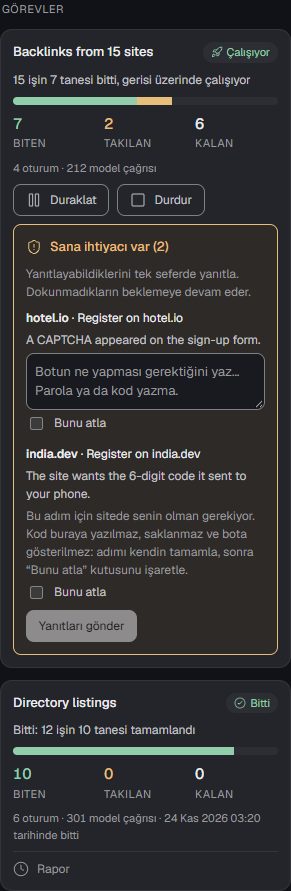 GÖREVLER
Backlinks from 15 sites
Çalışıyor
15 işin 7 tanesi bitti, gerisi üzerinde çalışıyor
7 2 6
BİTEN TAKILAN KALAN
4 oturum · 212 model çağrısı
Duraklat Durdur
Sana ihtiyacı var (2)
Yanıtlayabildiklerini tek seferde yanıtla.
Dokunmadıkların beklemeye devam eder.
hotel.io · Register on hotel.io
A CAPTCHA appeared on the sign-up form.
Botun ne yapması gerektiğini yaz...
Parola ya da kod yazma.
Bunu atla
india.dev · Register on india.dev
The site wants the 6-digit code it sent to
your phone.
Bu adım için sitede senin olman gerekiyor.
Kod buraya yazılmaz, saklanmaz ve bota
gösterilmez: adımı kendin tamamla, sonra
“Bunu atla” kutusunu işaretle.
Bunu atla
Yanıtları gönder
Directory listings
Bitti
Bitti: 12 işin 10 tanesi tamamlandı
10 0 0
BİTEN TAKILAN KALAN
6 oturum · 301 model çağrısı · 24 Kas 2026 03:20
tarihinde bitti
Rapor